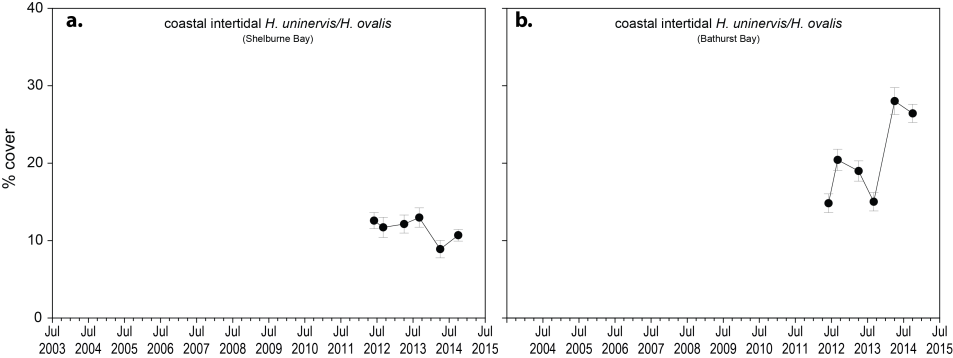 a. coastal intertidal H. uninervis/H. ovalis
(Shelburne Bay)
b. coastal intertidal H. uninervis/H. ovalis
(Bathurst Bay)
% cover
40
30
20
10
0
Jul Jul Jul Jul Jul Jul Jul Jul Jul Jul Jul Jul Jul
2003 2004 2005 2006 2007 2008 2009 2010 2011 2012 2013 2014 2015
Jul Jul Jul Jul Jul Jul Jul Jul Jul Jul Jul Jul
2004 2005 2006 2007 2008 2009 2010 2011 2012 2013 2014 2015